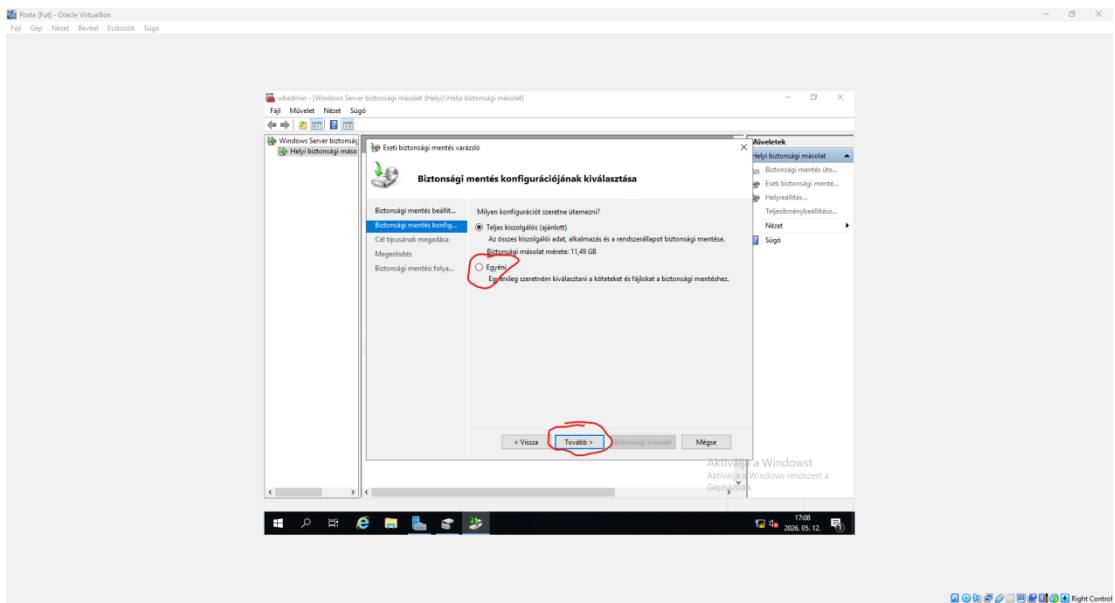 Posta [Fut] - Oracle VirtualBox
Fájl Gép Nézet Bevitel Eszközök Súgó
wbadmin - [Windows Server biztonsági másolat (Helyi)\Helyi biztonsági másolat]
Fájl Művelet Nézet Súgó
Windows Server biztonság
Helyi biztonsági máso
Eseti biztonsági mentés varázsló
Biztonsági mentés konfigurációjának kiválasztása
Biztonsági mentés beállít...
Biztonsági mentés konfig...
Cél típusának megadása
Megerősítés
Biztonsági mentési folya...
Milyen konfigurációt szeretne ütemezni?
Teljes kiszolgálós (ajánlott)
Az összes kiszolgálói adat, alkalmazás és a rendszerállapot biztonsági mentése.
Biztonsági másolat mérete: 11,49 GB
Egyéni
Egyénileg szeretném kiválasztani a köteteket és fájlokat a biztonsági mentéshez.
< Vissza
Tovább >
Biztonsági másolat
Mégse
Műveletek
Helyi biztonsági másolat
Biztonsági mentés üte...
Eseti biztonsági menté...
Helyreállítás...
Teljesítménybeállításo...
Nézet
Súgó
Aktiválja a Windowst
Aktiválja a Windows rendszert a
Gépházban.
17:08
2026. 05. 12.
Right Control